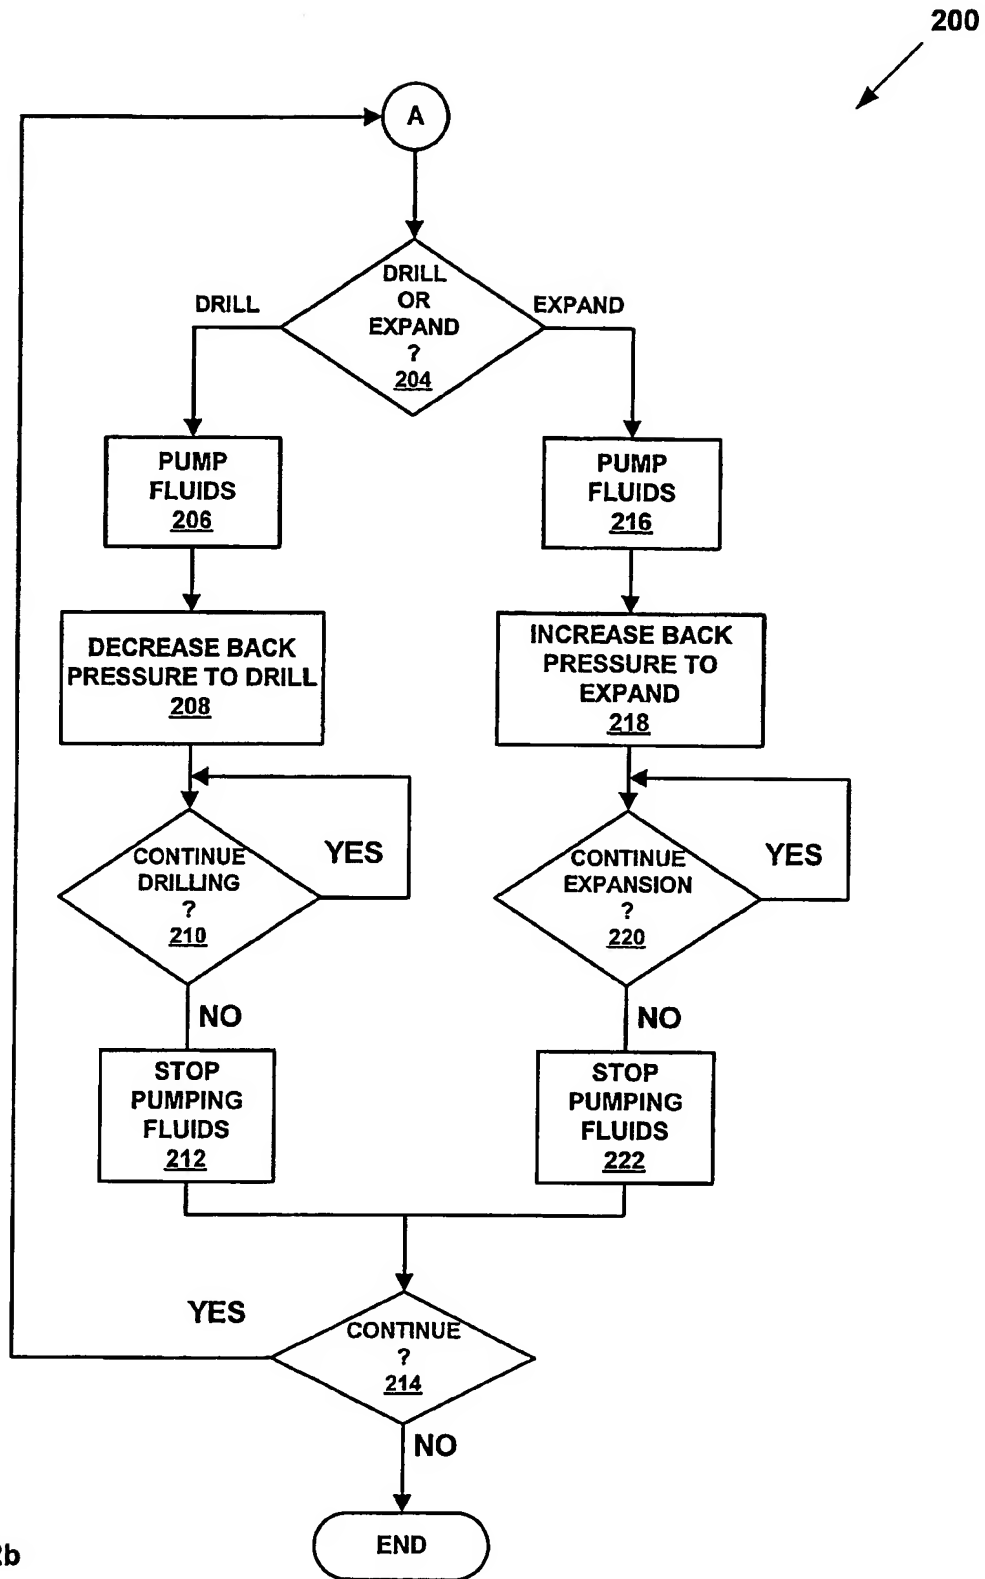 200
A
DRILL
OR
EXPAND
?
204
DRILL
EXPAND
PUMP
FLUIDS
206
PUMP
FLUIDS
216
DECREASE BACK
PRESSURE TO DRILL
208
INCREASE BACK
PRESSURE TO
EXPAND
218
CONTINUE
DRILLING
?
210
YES
CONTINUE
EXPANSION
?
220
YES
NO
NO
STOP
PUMPING
FLUIDS
212
STOP
PUMPING
FLUIDS
222
YES
CONTINUE
?
214
NO
END